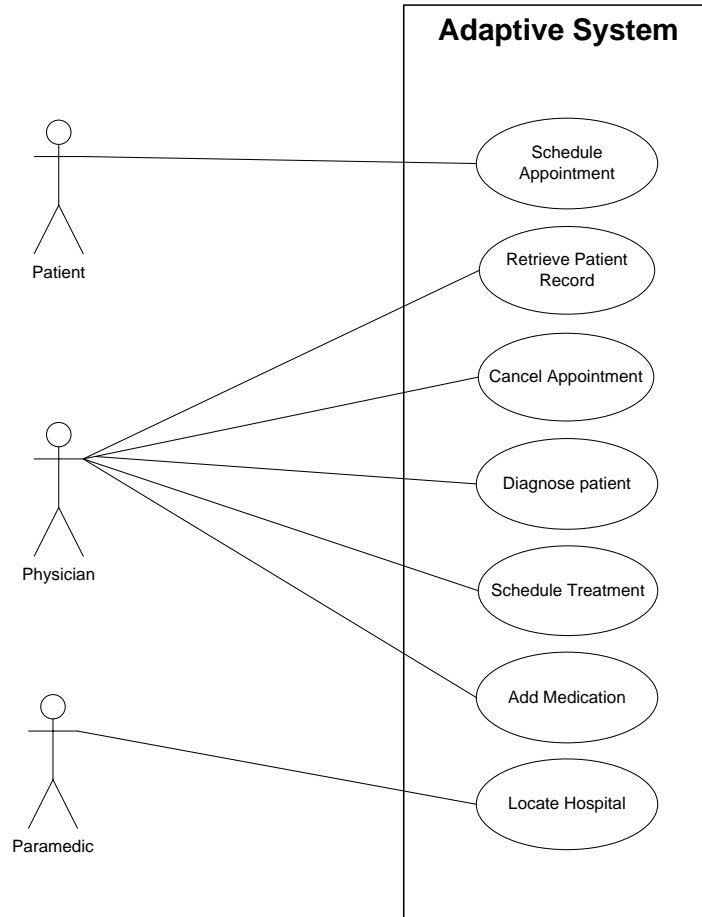 Adaptive System
Schedule
Appointment
Patient
Retrieve Patient
Record
Cancel Appointment
Diagnose patient
Physician
Schedule Treatment
Add Medication
Locate Hospital
Paramedic